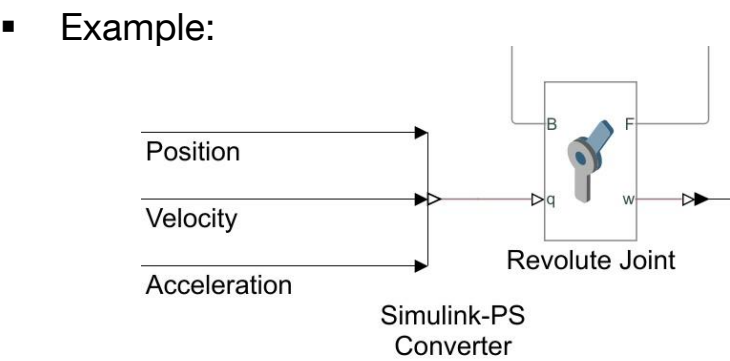 ▪ Example:
Position
Velocity
Acceleration
B
F
q
w
Revolute Joint
Simulink-PS
Converter